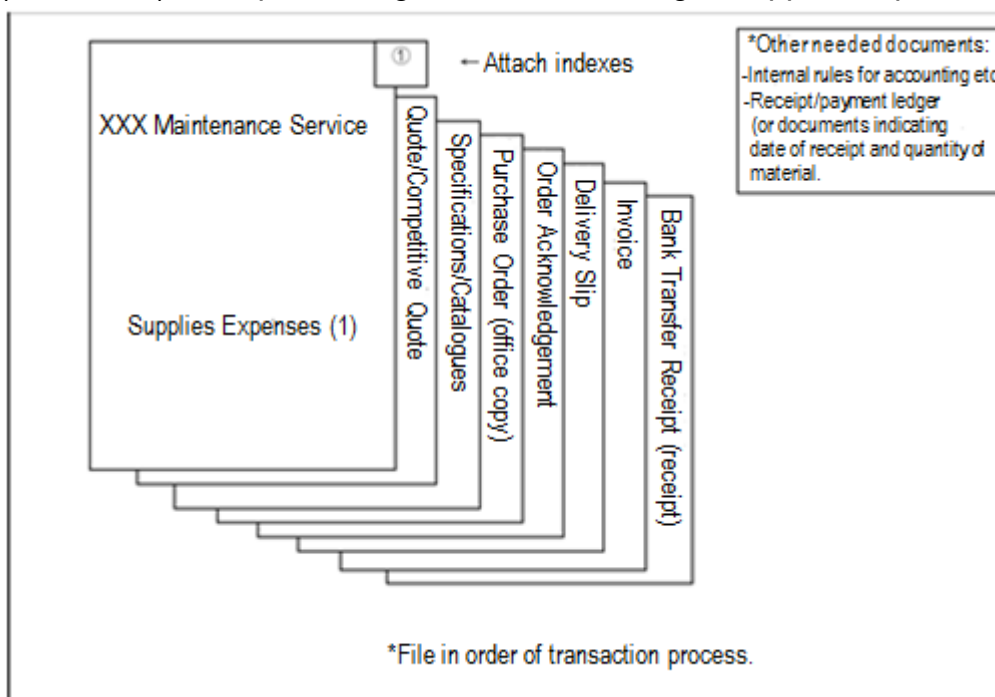 ①
←Attach indexes
XXX Maintenance Service
Supplies Expenses (1)
Quote/Competitive Quote
Specifications/Catalogues
Purchase Order (office copy)
Order Acknowledgement
Delivery Slip
Invoice
Bank Transfer Receipt (receipt)
*Other needed documents:
-Internal rules for accounting etc
-Receipt/payment ledger
(or documents indicating
date of receipt and quantity of
material.
*File in order of transaction process.